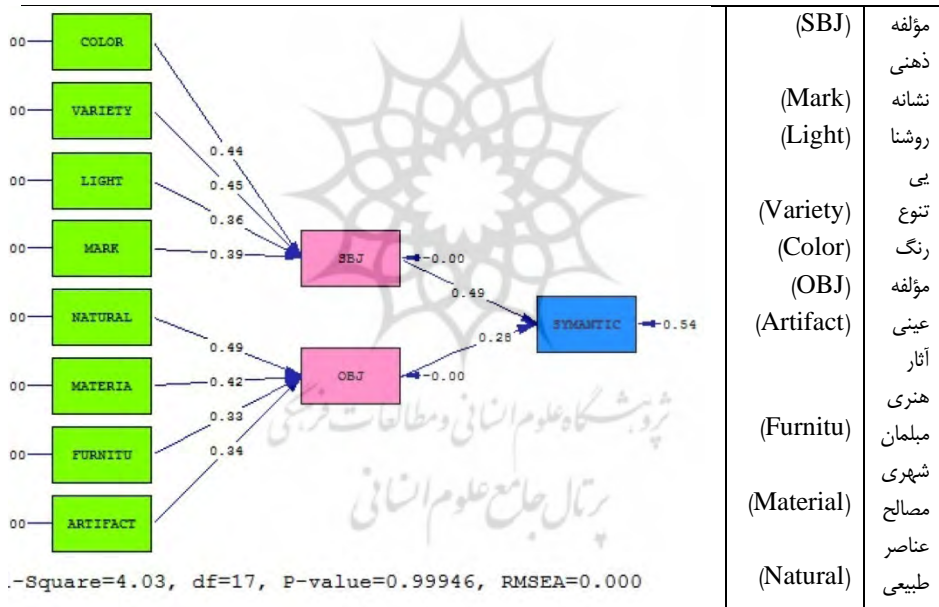 COLOR
VARIETY
LIGHT
MARK
NATURAL
MATERIA
FURNITU
ARTIFACT
00
00
00
00
00
00
00
00
0.44
0.45
0.36
0.39
0.49
0.42
0.33
0.34
SBJ
-0.00
OBJ
-0.00
0.49
0.28
SYMANTIC
0.54
پژوهشگاه علوم انسانی و مطالعات فرهنگی
پرتال جامع علوم انسانی
-Square=4.03, df=17, P-value=0.99946, RMSEA=0.000
(SBJ) مؤلفه
ذهنی
(Mark) نشانه
(Light) روشنا
یی
(Variety) تنوع
(Color) رنگ
(OBJ) مؤلفه
(Artifact) عینی
آثار
هنری
(Furnitu) مبلمان
شهری
(Material) مصالح
عناصر
(Natural) طبیعی